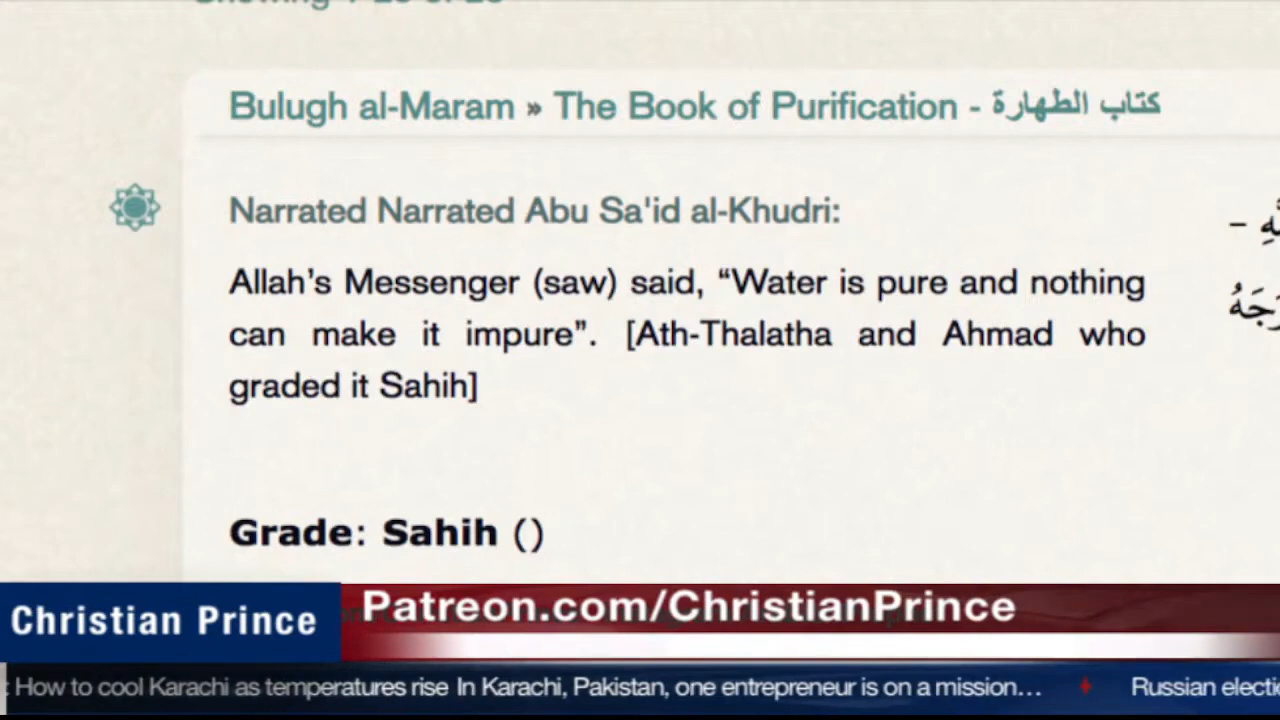 Bulugh al-Maram » The Book of Purification - كتاب الطهارة
Narrated Narrated Abu Sa'id al-Khudri:
Allah's Messenger (saw) said, “Water is pure and nothing
can make it impure”. [Ath-Thalatha and Ahmad who
graded it Sahih]
Grade: Sahih ()
Christian Prince
Patreon.com/ChristianPrince
: How to cool Karachi as temperatures rise In Karachi, Pakistan, one entrepreneur is on a mission... Russian electi